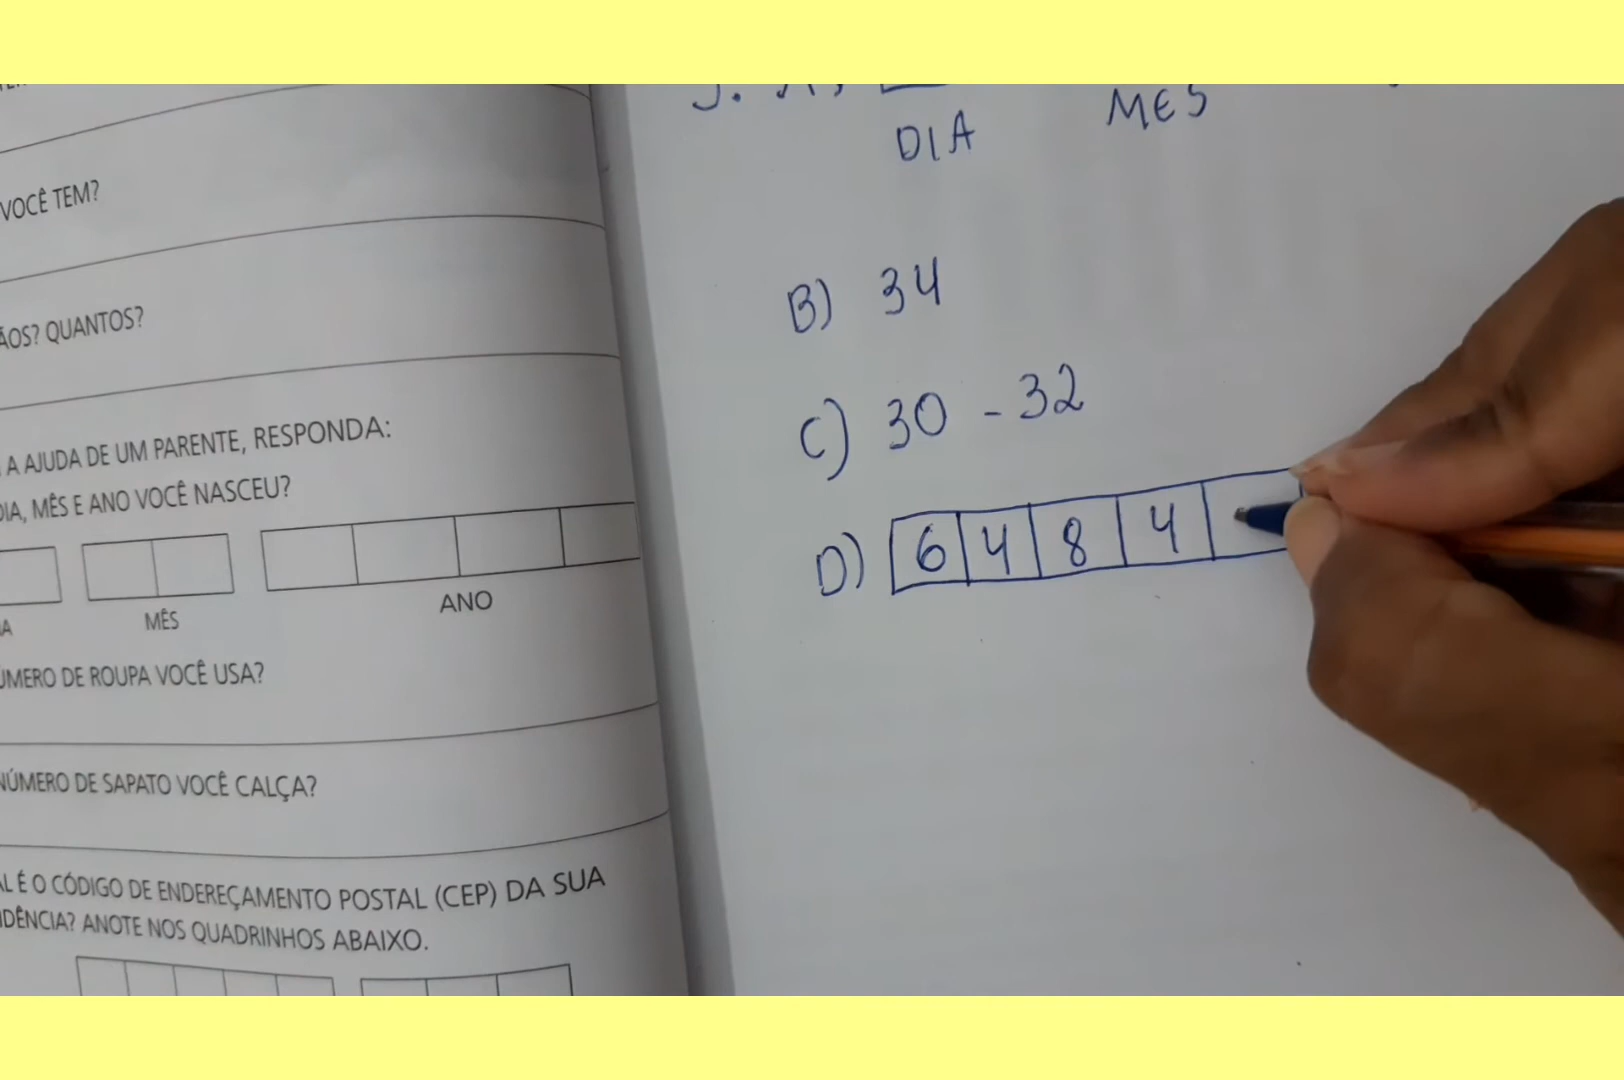 VOCÊ TEM?
ÃOS? QUANTOS?
A AJUDA DE UM PARENTE, RESPONDA:
DIA, MÊS E ANO VOCÊ NASCEU?
MÊS
ANO
ÚMERO DE ROUPA VOCÊ USA?
NÚMERO DE SAPATO VOCÊ CALÇA?
AL É O CÓDIGO DE ENDEREÇAMENTO POSTAL (CEP) DA SUA
IDÊNCIA? ANOTE NOS QUADRINHOS ABAIXO.
DIA
MES
B) 34
C) 30 - 32
D) 6 4 8 4